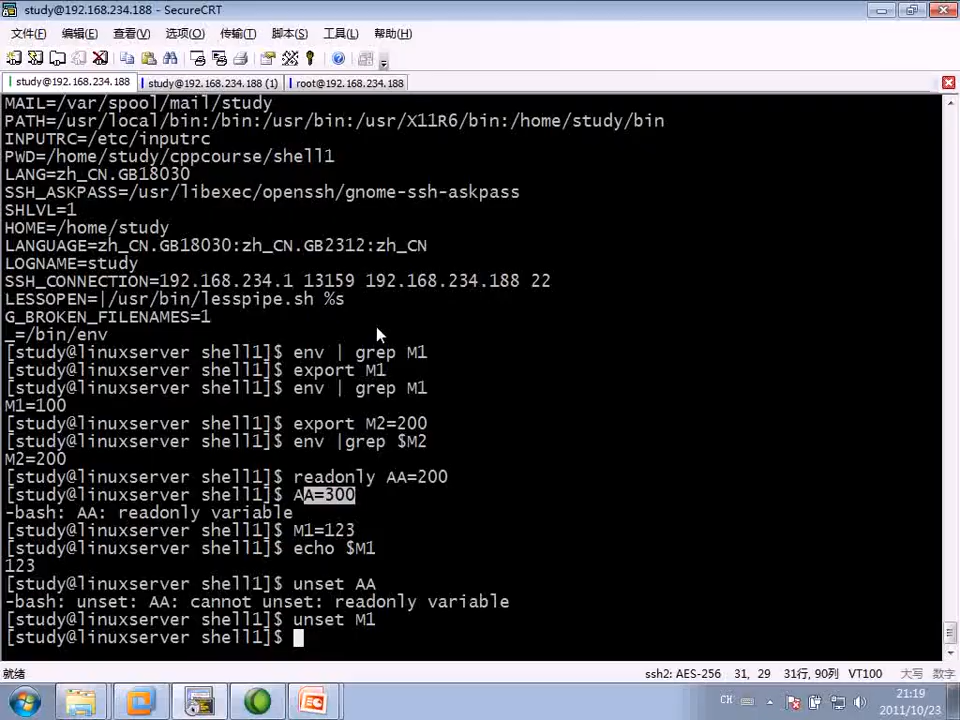 study@192.168.234.188 - SecureCRT
文件(F) 编辑(E) 查看(V) 选项(O) 传输(T) 脚本(S) 工具(L) 帮助(H)
study@192.168.234.188 study@192.168.234.188 (1) root@192.168.234.188
MAIL=/var/spool/mail/study
PATH=/usr/local/bin:/bin:/usr/bin:/usr/X11R6/bin:/home/study/bin
INPUTRC=/etc/inputrc
PWD=/home/study/cppcourse/shell1
LANG=zh_CN.GB18030
SSH_ASKPASS=/usr/libexec/openssh/gnome-ssh-askpass
SHLVL=1
HOME=/home/study
LANGUAGE=zh_CN.GB18030:zh_CN.GB2312:zh_CN
LOGNAME=study
SSH_CONNECTION=192.168.234.1 13159 192.168.234.188 22
LESSOPEN=|/usr/bin/lesspipe.sh %s
G_BROKEN_FILENAMES=1
_=/bin/env
[study@linuxserver shell1]$ env | grep M1
[study@linuxserver shell1]$ export M1
[study@linuxserver shell1]$ env | grep M1
M1=100
[study@linuxserver shell1]$ export M2=200
[study@linuxserver shell1]$ env |grep $M2
M2=200
[study@linuxserver shell1]$ readonly AA=200
[study@linuxserver shell1]$ AA=300
-bash: AA: readonly variable
[study@linuxserver shell1]$ M1=123
[study@linuxserver shell1]$ echo $M1
123
[study@linuxserver shell1]$ unset AA
-bash: unset: AA: cannot unset: readonly variable
[study@linuxserver shell1]$ unset M1
[study@linuxserver shell1]$
就绪 ssh2: AES-256 31, 29 31行, 90列 VT100 大写 数字
CH 21:19
2011/10/23